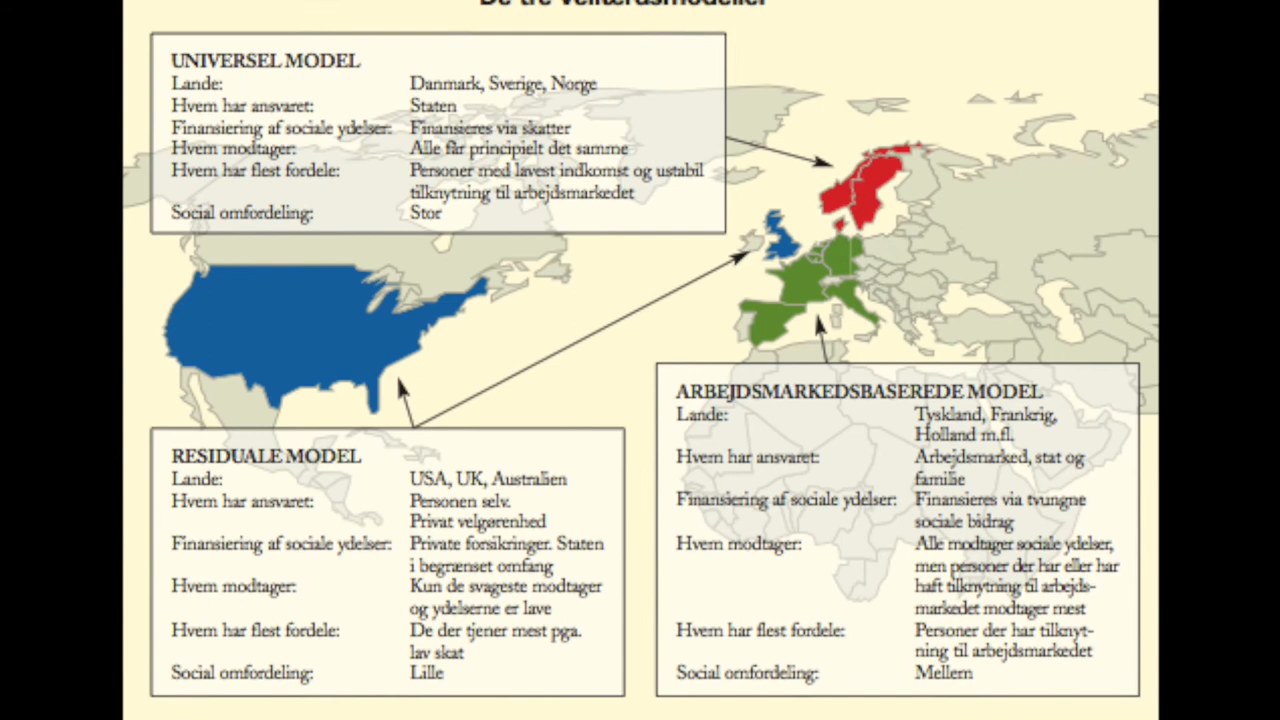 De tre velfærdsmodeller
UNIVERSEL MODEL
Lande: Danmark, Sverige, Norge
Hvem har ansvaret: Staten
Finansiering af sociale ydelser: Finansieres via skatter
Hvem modtager: Alle får principielt det samme
Hvem har flest fordele: Personer med lavest indkomst og ustabil
tilknytning til arbejdsmarkedet
Social omfordeling: Stor
RESIDUALE MODEL
Lande: USA, UK, Australien
Hvem har ansvaret: Personen selv.
Privat velgørenhed
Finansiering af sociale ydelser: Private forsikringer. Staten
i begrænset omfang
Hvem modtager: Kun de svageste modtager
og ydelserne er lave
Hvem har flest fordele: De der tjener mest pga.
lav skat
Social omfordeling: Lille
ARBEJDSMARKEDSBASEREDE MODEL
Lande: Tyskland, Frankrig,
Holland m.fl.
Hvem har ansvaret: Arbejdsmarked, stat og
familie
Finansiering af sociale ydelser: Finansieres via tvungne
sociale bidrag
Hvem modtager: Alle modtager sociale ydelser,
men personer der har eller har
haft tilknytning til arbejds-
markedet modtager mest
Hvem har flest fordele: Personer der har tilknyt-
ning til arbejdsmarkedet
Social omfordeling: Mellem